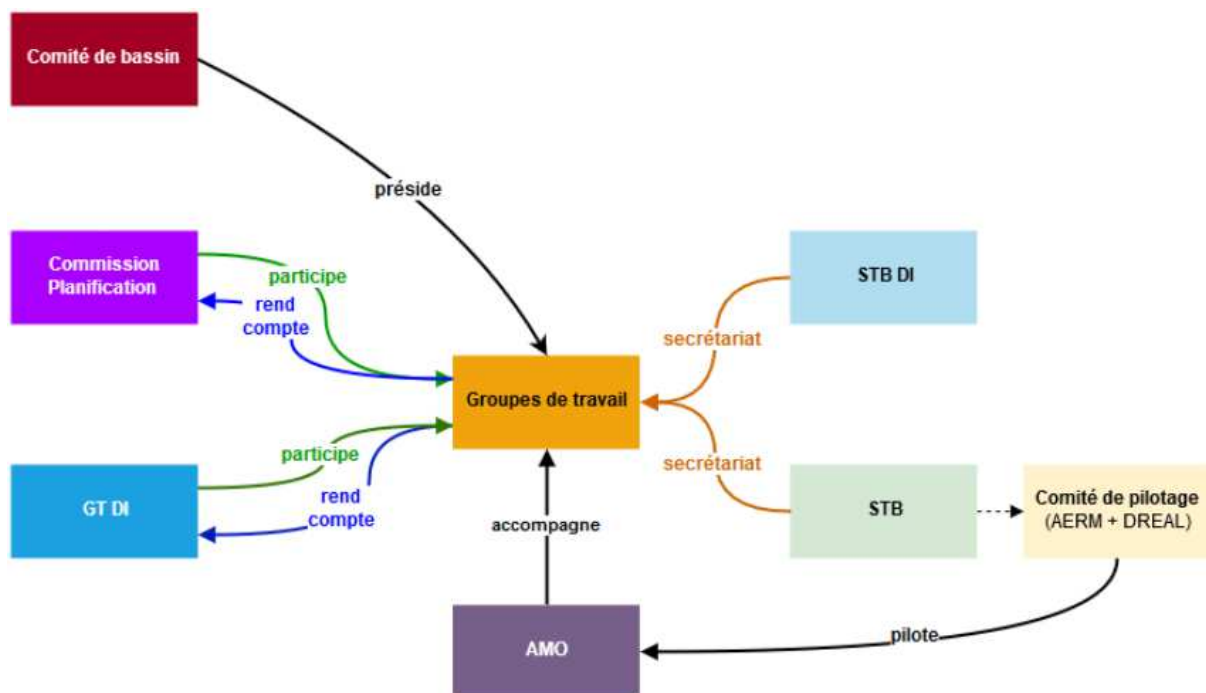 Comité de bassin
préside
Commission
Planification
participe
rend
compte
STB DI
secrétariat
Groupes de travail
GT DI
participe
rend
compte
secrétariat
STB
Comité de pilotage
(AERM + DREAL)
accompagne
AMO
pilote